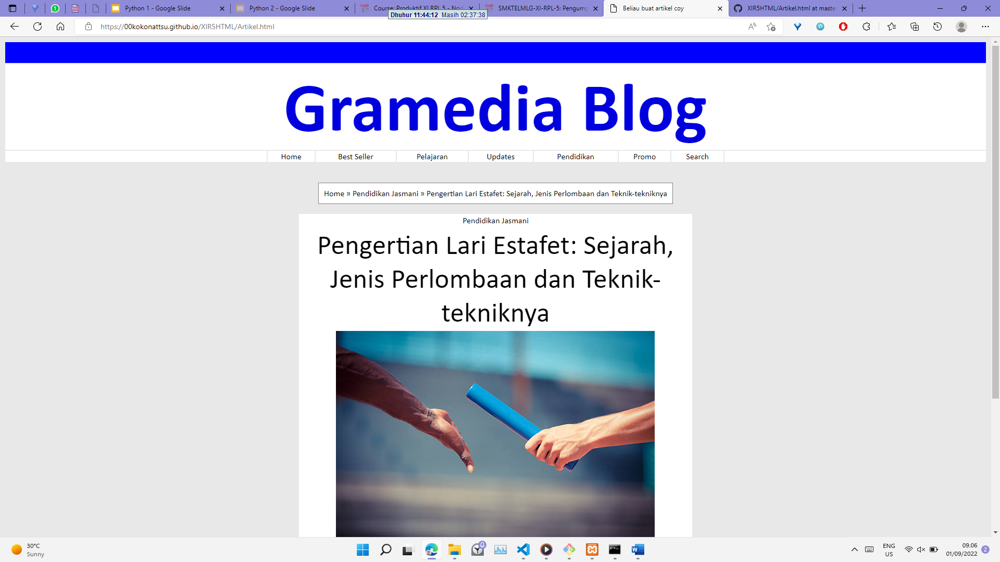 Python 1 - Google Slide
Python 2 - Google Slide
Course: Produktif XI RPL 5 - Nod
SMKTELMLG-XI-RPL-5: Pengump
Beliau buat artikel coy
XIR5HTML/Artikel.html at master
Dhuhur 11:44:12 Masih 02:37:38
https://00kokonattsu.github.io/XIR5HTML/Artikel.html
Gramedia Blog
Home
Best Seller
Pelajaran
Updates
Pendidikan
Promo
Search
Home » Pendidikan Jasmani » Pengertian Lari Estafet: Sejarah, Jenis Perlombaan dan Teknik-tekniknya
Pendidikan Jasmani
Pengertian Lari Estafet: Sejarah,
Jenis Perlombaan dan Teknik-
tekniknya
30°C
Sunny
ENG
US
09.06
01/09/2022
2